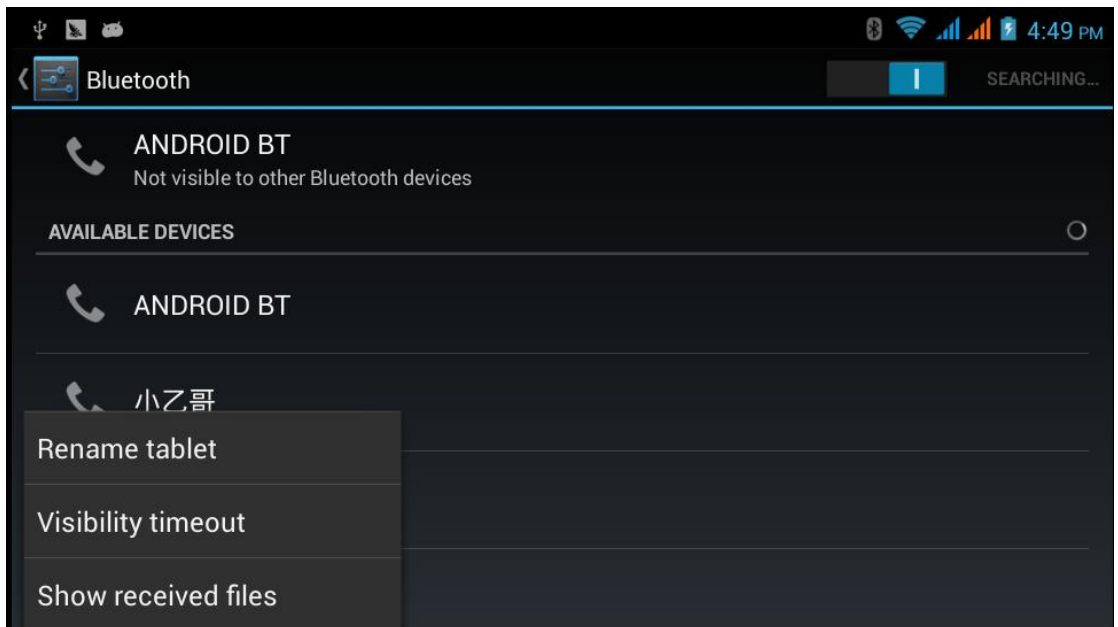 4:49 PM
Bluetooth
SEARCHING...
ANDROID BT
Not visible to other Bluetooth devices
AVAILABLE DEVICES
ANDROID BT
小乙哥
Rename tablet
Visibility timeout
Show received files